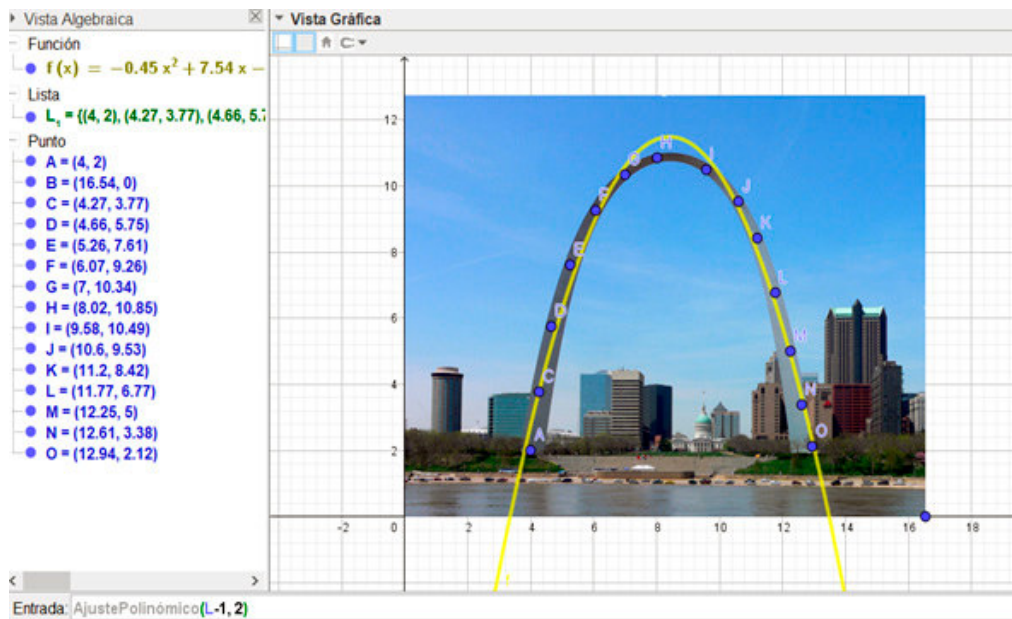 Vista Algebraica
Función
f(x) = −0.45 x² + 7.54 x −
Lista
L₁ = {(4, 2), (4.27, 3.77), (4.66, 5.7
Punto
A = (4, 2)
B = (16.54, 0)
C = (4.27, 3.77)
D = (4.66, 5.75)
E = (5.26, 7.61)
F = (6.07, 9.26)
G = (7, 10.34)
H = (8.02, 10.85)
I = (9.58, 10.49)
J = (10.6, 9.53)
K = (11.2, 8.42)
L = (11.77, 6.77)
M = (12.25, 5)
N = (12.61, 3.38)
O = (12.94, 2.12)
Vista Gráfica
12
10
8
6
4
2
-2 0 2 4 6 8 10 12 14 16 18
G H I
F J
E K
D L
C M
A N
O
f
Entrada: AjustePolinómico(L-1, 2)